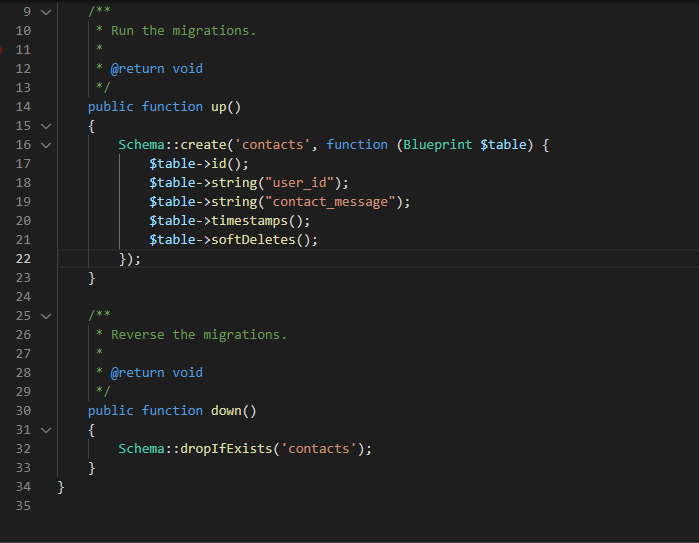 9 /**
10 * Run the migrations.
11 *
12 * @return void
13 */
14 public function up()
15 {
16 Schema::create('contacts', function (Blueprint $table) {
17 $table->id();
18 $table->string("user_id");
19 $table->string("contact_message");
20 $table->timestamps();
21 $table->softDeletes();
22 });
23 }
24
25 /**
26 * Reverse the migrations.
27 *
28 * @return void
29 */
30 public function down()
31 {
32 Schema::dropIfExists('contacts');
33 }
34 }
35